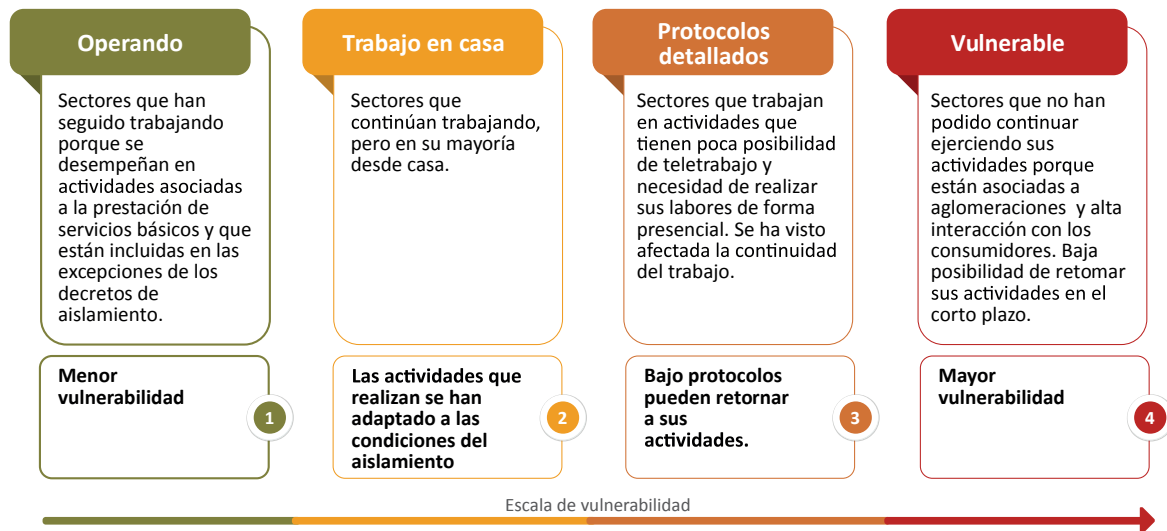 Operando
Sectores que han
seguido trabajando
porque se
desempeñan en
actividades asociadas
a la prestación de
servicios básicos y que
están incluidas en las
excepciones de los
decretos de
aislamiento.
Menor
vulnerabilidad
1
Trabajo en casa
Sectores que
continúan trabajando,
pero en su mayoría
desde casa.
Las actividades que
realizan se han
adaptado a las
condiciones del
aislamiento
2
Protocolos
detallados
Sectores que trabajan
en actividades que
tienen poca posibilidad
de teletrabajo y
necesidad de realizar
sus labores de forma
presencial. Se ha visto
afectada la continuidad
del trabajo.
Bajo protocolos
pueden retornar
a sus
actividades.
3
Vulnerable
Sectores que no han
podido continuar
ejerciendo sus
actividades porque
están asociadas a
aglomeraciones y alta
interacción con los
consumidores. Baja
posibilidad de retomar
sus actividades en el
corto plazo.
Mayor
vulnerabilidad
4
Escala de vulnerabilidad